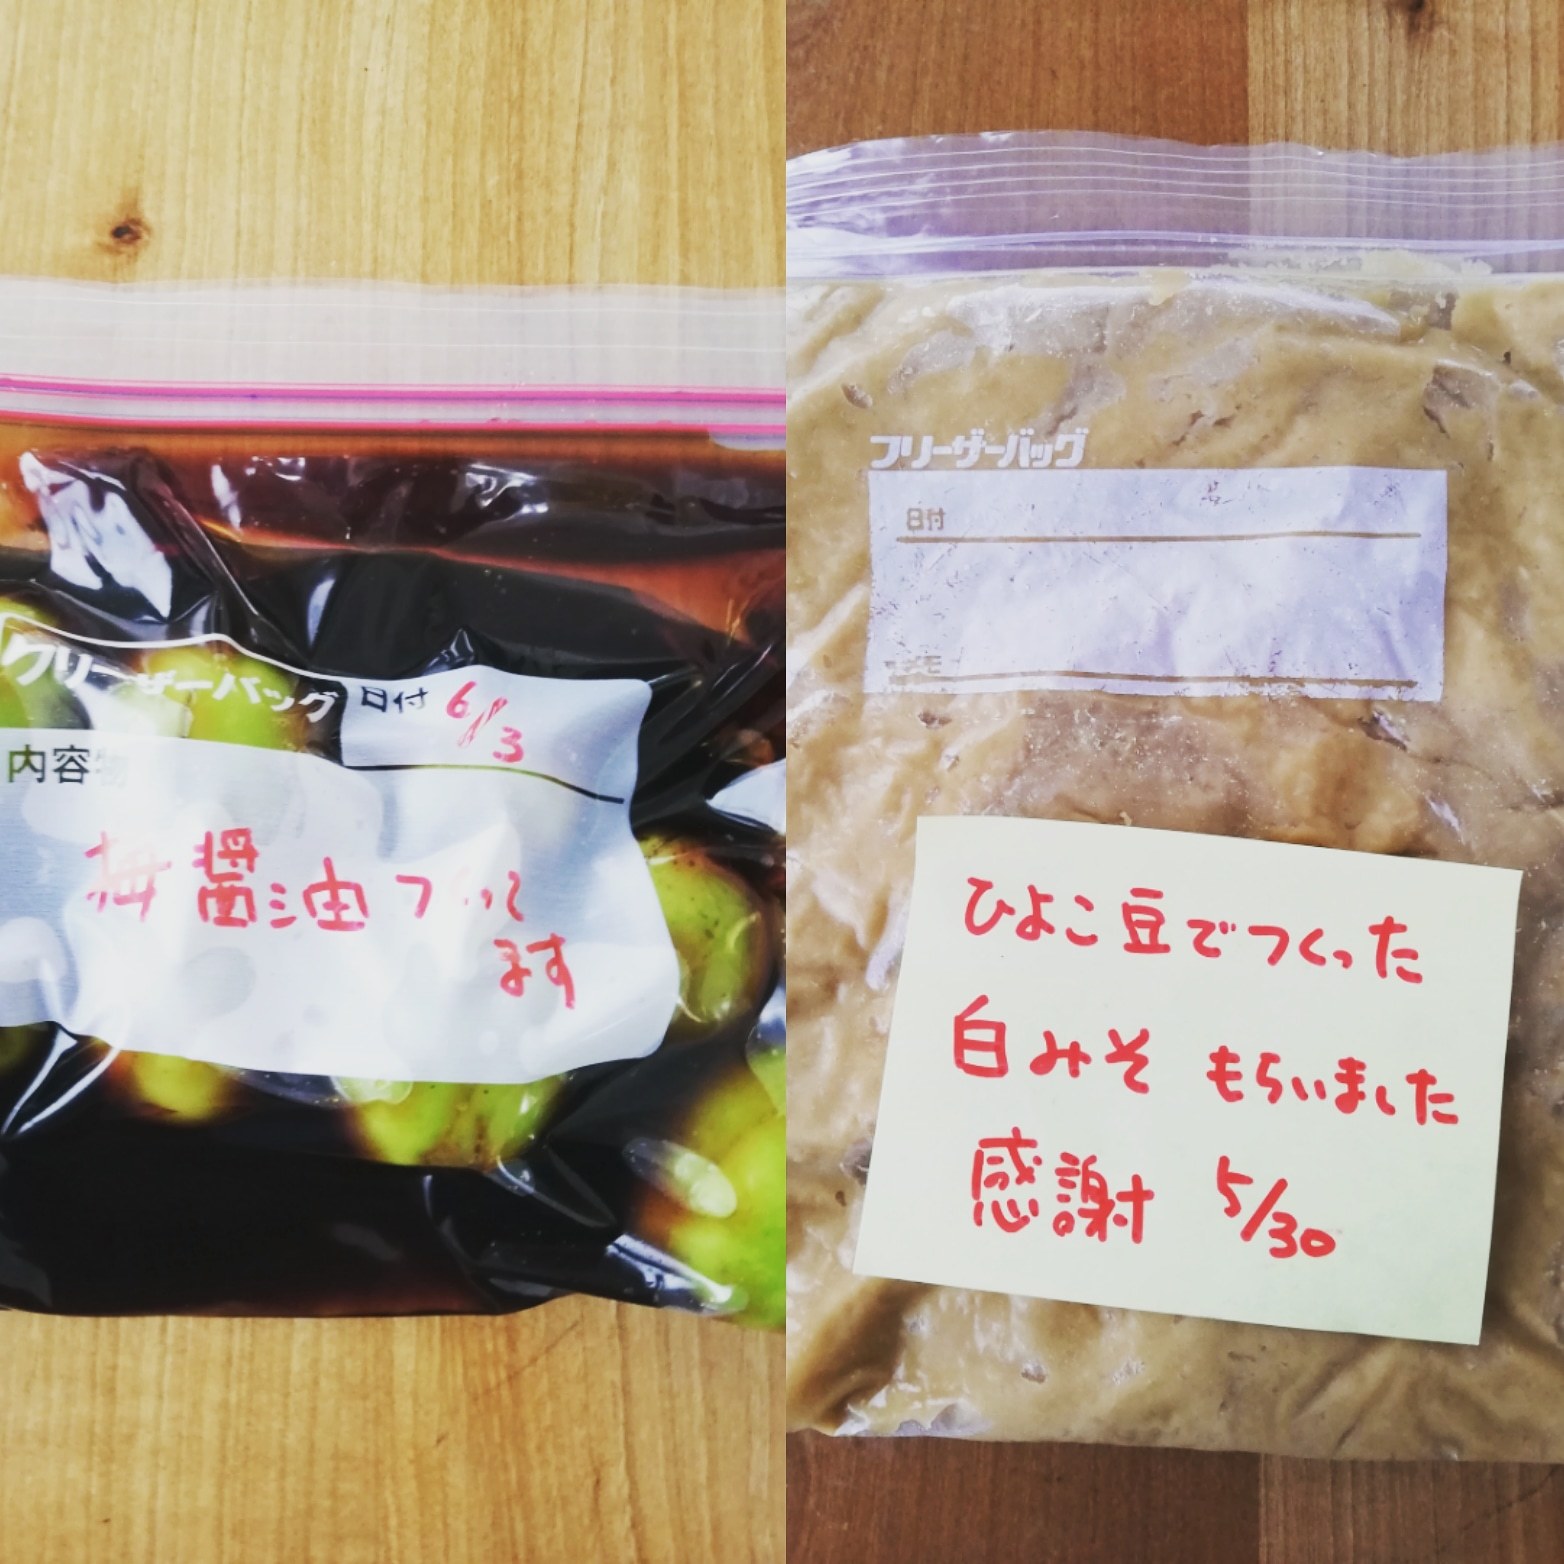 フリーザーバッグ
日付 6/3
内容物
梅醤油つくって
ます
フリーザーバッグ
日付
メモ
ひよこ豆でつくった
白みそ もらいました
感謝 5/30